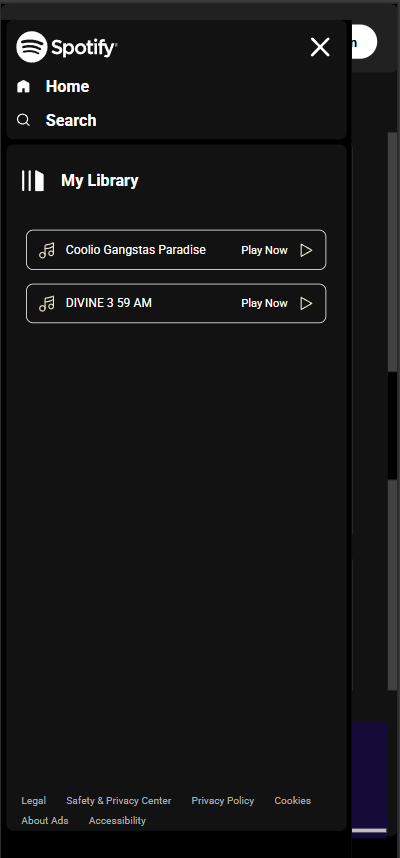 Spotify
Home
Search
My Library
Coolio Gangstas Paradise Play Now
DIVINE 3 59 AM Play Now
Legal Safety & Privacy Center Privacy Policy Cookies
About Ads Accessibility